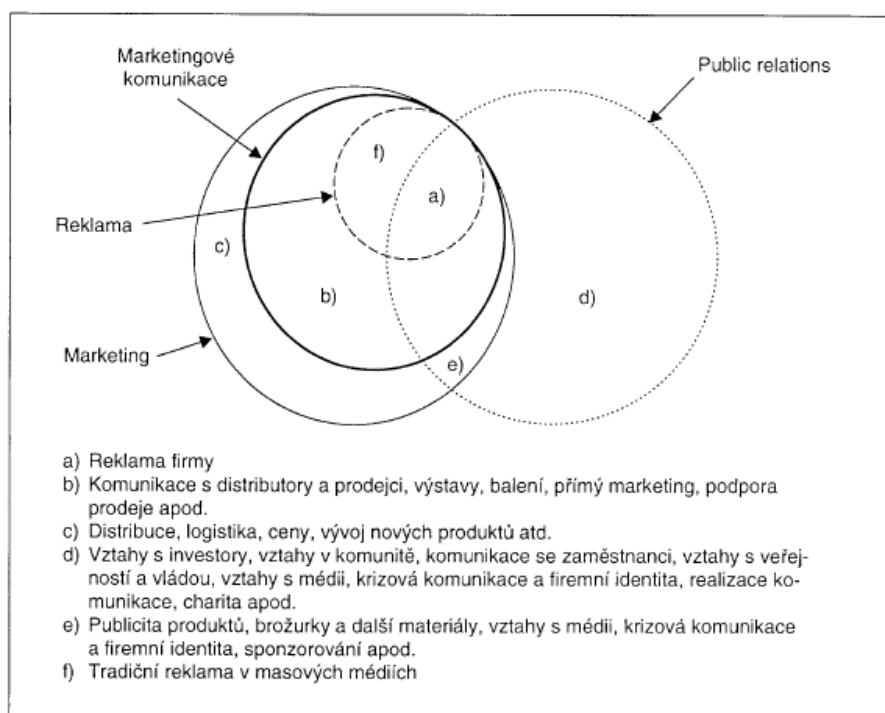 Marketingové
komunikace
Public relations
f)
a)
Reklama
c)
b)
d)
Marketing
e)
a) Reklama firmy
b) Komunikace s distributory a prodejci, výstavy, balení, přímý marketing, podpora
prodeje apod.
c) Distribuce, logistika, ceny, vývoj nových produktů atd.
d) Vztahy s investory, vztahy v komunitě, komunikace se zaměstnanci, vztahy s veřej-
ností a vládou, vztahy s médii, krizová komunikace a firemní identita, realizace ko-
munikace, charita apod.
e) Publicita produktů, brožurky a další materiály, vztahy s médii, krizová komunikace
a firemní identita, sponzorování apod.
f) Tradiční reklama v masových médiích